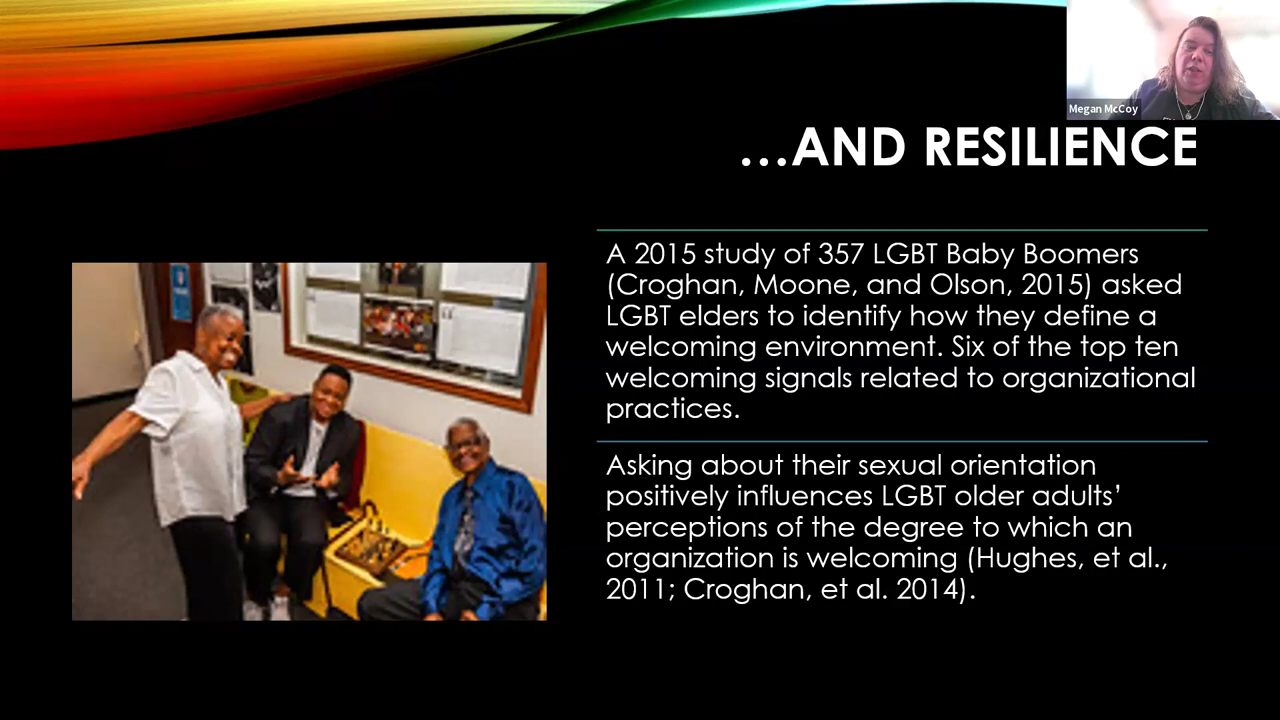 Megan McCoy
...AND RESILIENCE
A 2015 study of 357 LGBT Baby Boomers
(Croghan, Moone, and Olson, 2015) asked
LGBT elders to identify how they define a
welcoming environment. Six of the top ten
welcoming signals related to organizational
practices.
Asking about their sexual orientation
positively influences LGBT older adults'
perceptions of the degree to which an
organization is welcoming (Hughes, et al.,
2011; Croghan, et al. 2014).